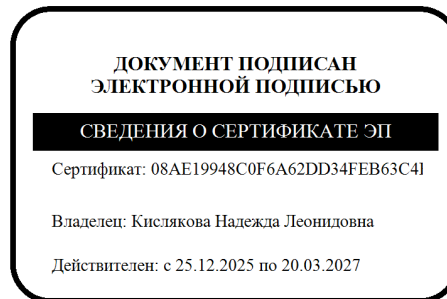 ДОКУМЕНТ ПОДПИСАН
ЭЛЕКТРОННОЙ ПОДПИСЬЮ
СВЕДЕНИЯ О СЕРТИФИКАТЕ ЭП
Сертификат: 08AE19948C0F6A62DD34FEB63C4
Владелец: Кислякова Надежда Леонидовна
Действителен: с 25.12.2025 по 20.03.2027